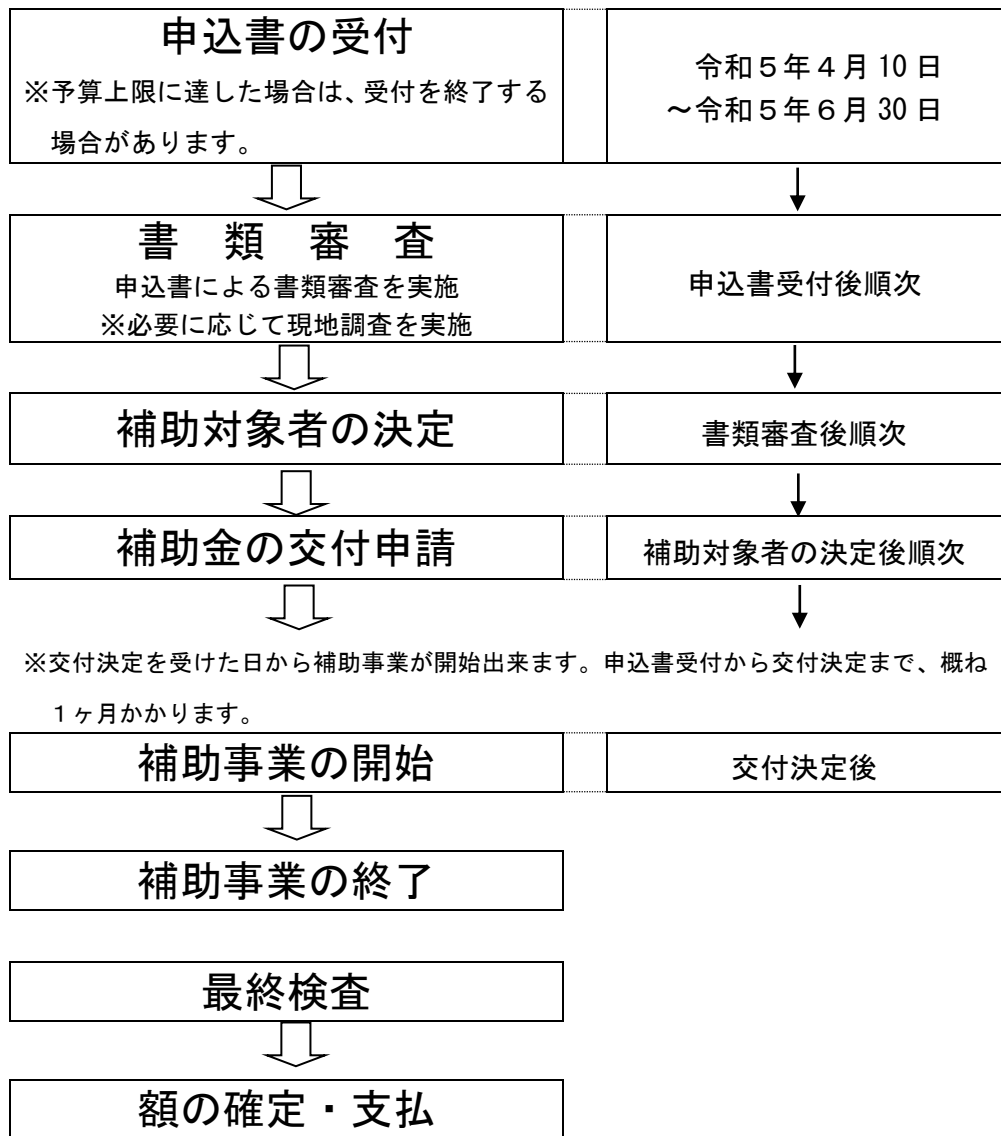 申込書の受付
※予算上限に達した場合は、受付を終了する
場合があります。
令和５年４月10日
～令和５年６月30日
書　類　審　査
申込書による書類審査を実施
※必要に応じて現地調査を実施
申込書受付後順次
補助対象者の決定
書類審査後順次
補助金の交付申請
補助対象者の決定後順次
※交付決定を受けた日から補助事業が開始出来ます。申込書受付から交付決定まで、概ね
１ヶ月かかります。
補助事業の開始
交付決定後
補助事業の終了
最終検査
額の確定・支払